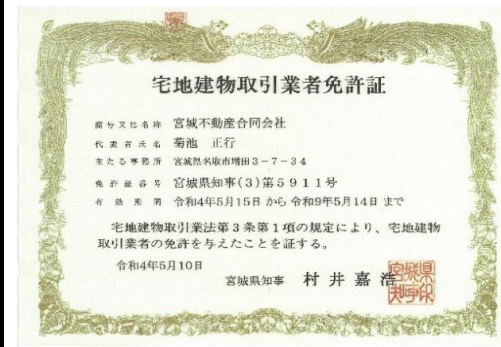 宅地建物取引業者免許証
商号又は名称 宮城不動産合同会社
代表者氏名 菊池 正行
主たる事務所 宮城県名取市増田3-7-34
免許証番号 宮城県知事(3)第5911号
有効期間 令和4年5月15日から令和9年5月14日まで
宅地建物取引業法第3条第1項の規定により、宅地建物
取引業者の免許を与えたことを証する。
令和4年5月10日
宮城県知事 村井嘉浩
宮城県知事印